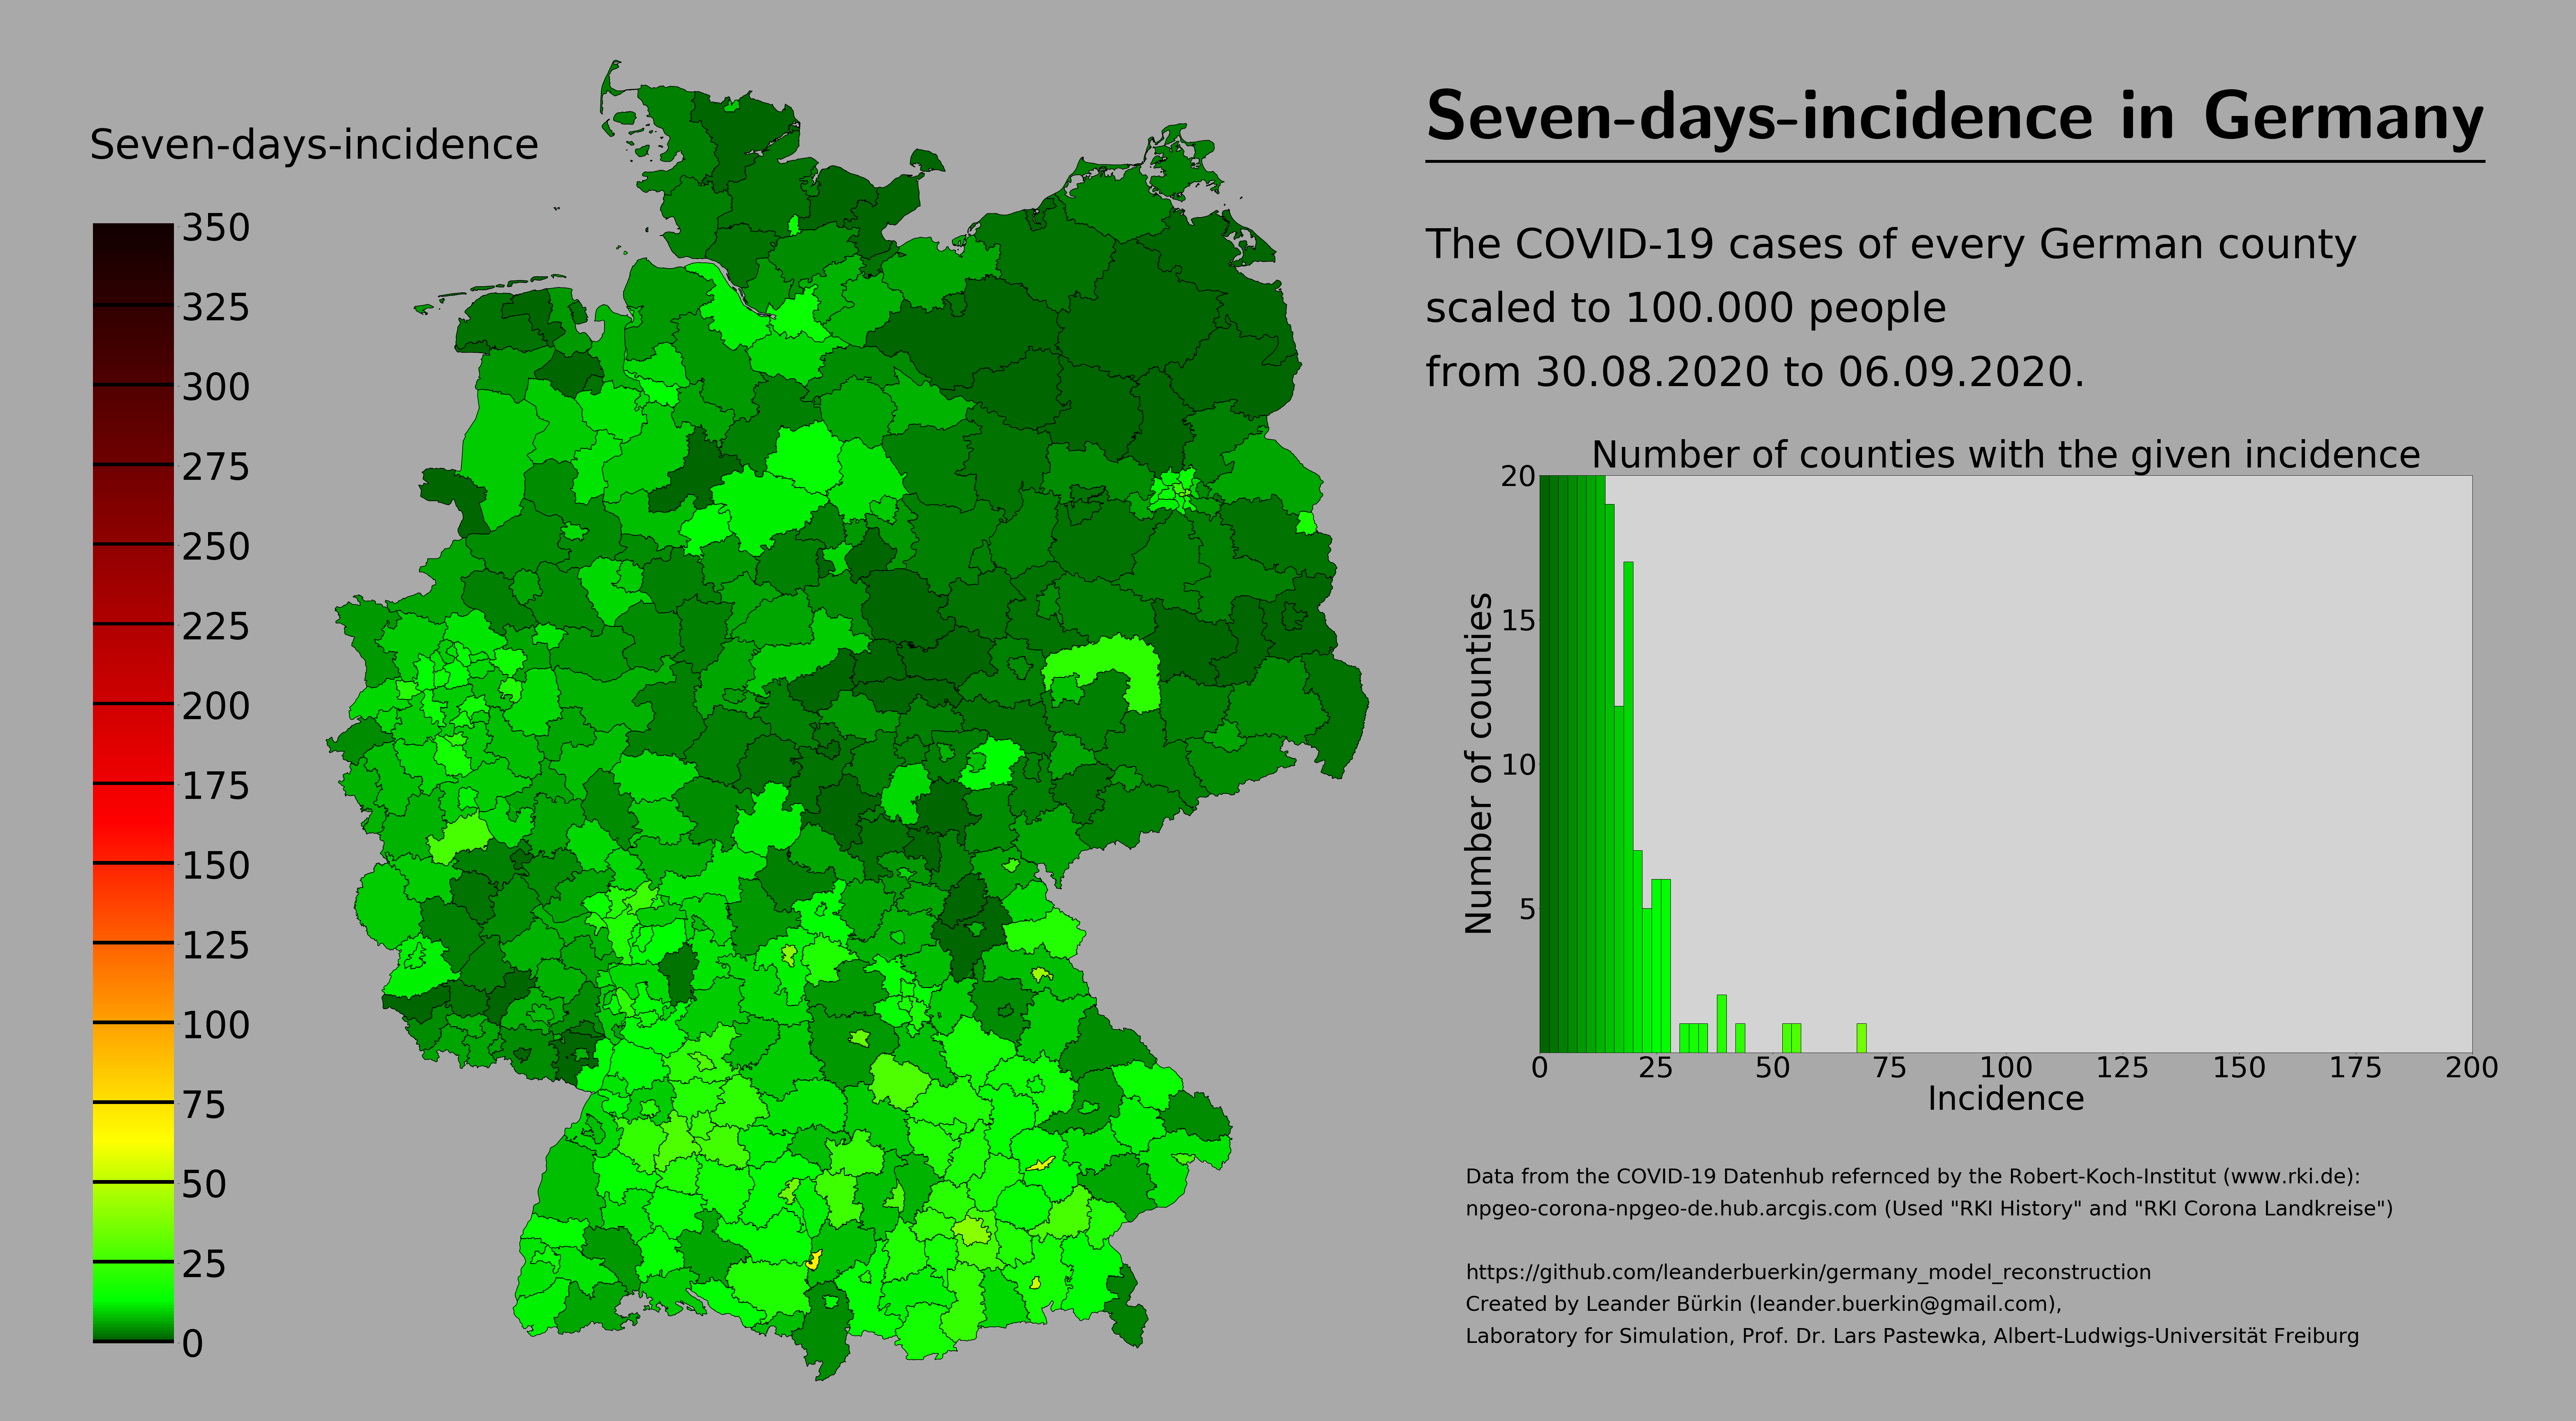 Seven-days-incidence
350
325
300
275
250
225
200
175
150
125
100
75
50
25
0
Seven-days-incidence in Germany
The COVID-19 cases of every German county
scaled to 100.000 people
from 30.08.2020 to 06.09.2020.
Number of counties with the given incidence
20
15
10
5
Number of counties
0 25 50 75 100 125 150 175 200
Incidence
Data from the COVID-19 Datenhub refernced by the Robert-Koch-Institut (www.rki.de):
npgeo-corona-npgeo-de.hub.arcgis.com (Used "RKI History" and "RKI Corona Landkreise")
https://github.com/leanderbuerkin/germany_model_reconstruction
Created by Leander Bürkin (leander.buerkin@gmail.com),
Laboratory for Simulation, Prof. Dr. Lars Pastewka, Albert-Ludwigs-Universität Freiburg